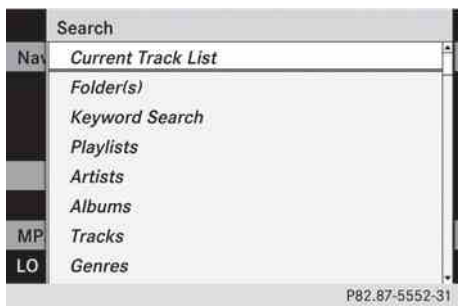 Search
Nav
Current Track List
Folder(s)
Keyword Search
Playlists
Artists
Albums
MP
Tracks
LO
Genres
P82.87-5552-31